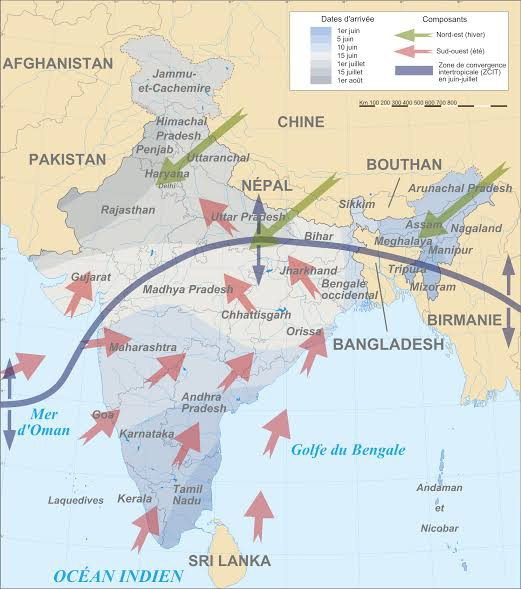 Dates d'arrivée
1er juin
5 juin
10 juin
15 juin
1er juillet
15 juillet
1er août
Composants
Nord-est (hiver)
Sud-ouest (été)
Zone de convergence
intertropicale (ZCIT)
en juin-juillet
Km 100 200 300 400 500 600 700 800
AFGHANISTAN
Jammu-
et-Cachemire
CHINE
Himachal
Pradesh
Penjab
Uttaranchal
PAKISTAN
Haryana
Delhi
BOUTHAN
NÉPAL
Sikkim
Arunachal Pradesh
Rajasthan
Uttar Pradesh
Assam
Nagaland
Bihar
Meghalaya
Manipur
Gujarat
Jharkhand
Tripura
Madhya Pradesh
Bengale
occidental
Mizoram
Chhattisgarh
BIRMANIE
Orissa
BANGLADESH
Maharashtra
Mer
d'Oman
Goa
Andhra
Pradesh
Karnataka
Golfe du Bengale
Laquedives
Kerala
Tamil
Nadu
Andaman
et
Nicobar
SRI LANKA
OCÉAN INDIEN